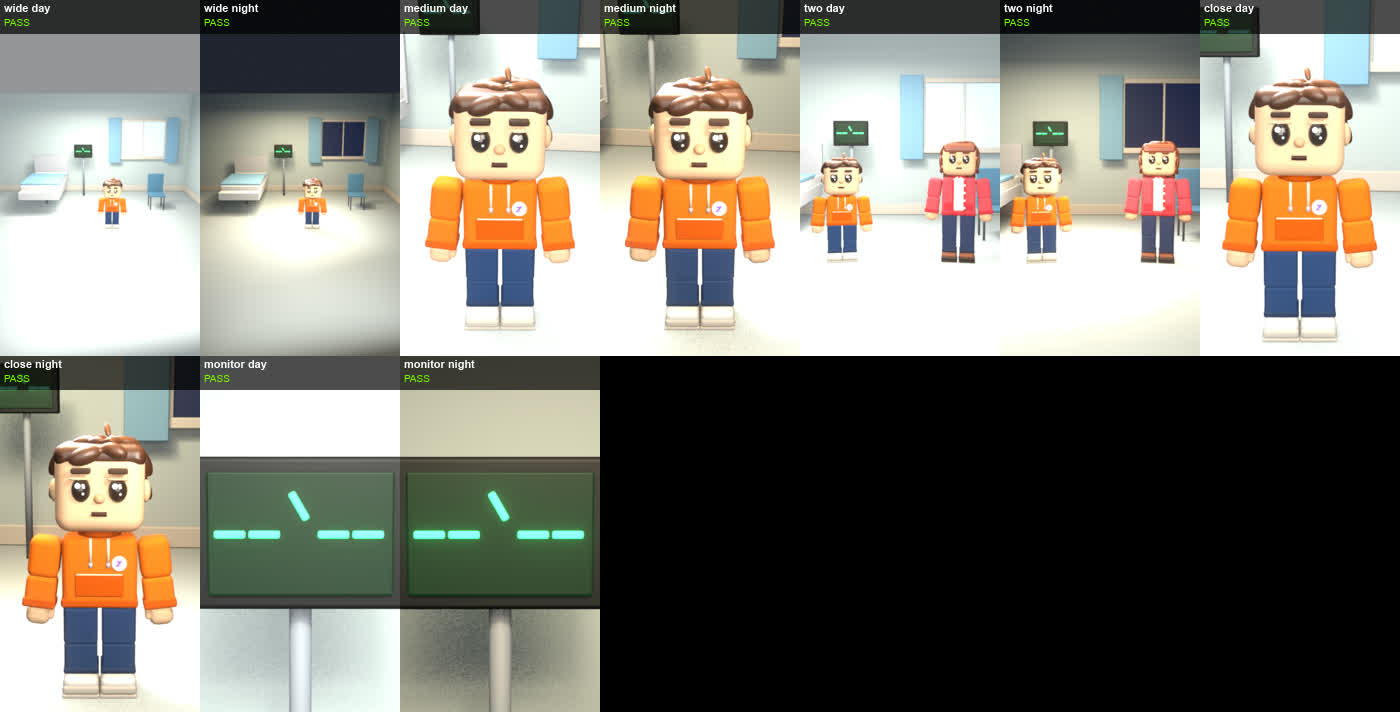 wide day
PASS
wide night
PASS
medium day
PASS
medium night
PASS
two day
PASS
two night
PASS
close day
PASS
close night
PASS
monitor day
PASS
monitor night
PASS